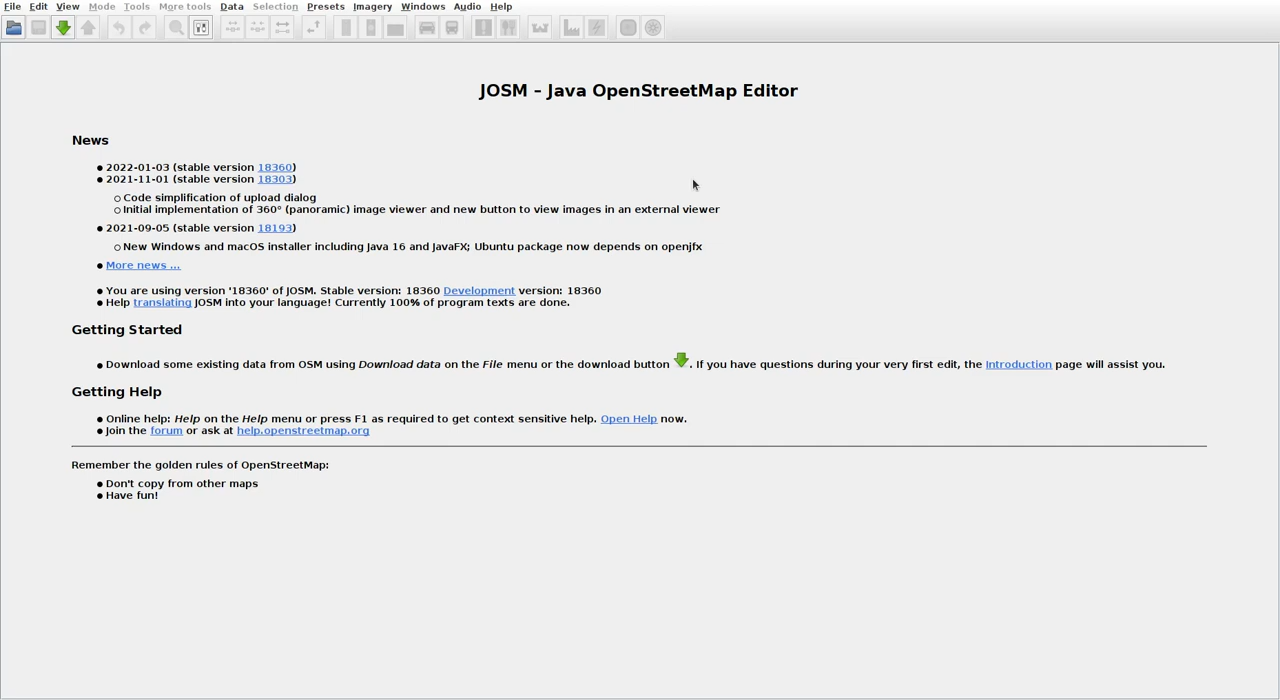 File Edit View Mode Tools More tools Data Selection Presets Imagery Windows Audio Help
JOSM – Java OpenStreetMap Editor
News
● 2022-01-03 (stable version 18360)
● 2021-11-01 (stable version 18303)
○ Code simplification of upload dialog
○ Initial implementation of 360° (panoramic) image viewer and new button to view images in an external viewer
● 2021-09-05 (stable version 18193)
○ New Windows and macOS installer including Java 16 and JavaFX; Ubuntu package now depends on openjfx
● More news ...
● You are using version '18360' of JOSM. Stable version: 18360 Development version: 18360
● Help translating JOSM into your language! Currently 100% of program texts are done.
Getting Started
● Download some existing data from OSM using Download data on the File menu or the download button . If you have questions during your very first edit, the Introduction page will assist you.
Getting Help
● Online help: Help on the Help menu or press F1 as required to get context sensitive help. Open Help now.
● Join the forum or ask at help.openstreetmap.org
Remember the golden rules of OpenStreetMap:
● Don't copy from other maps
● Have fun!